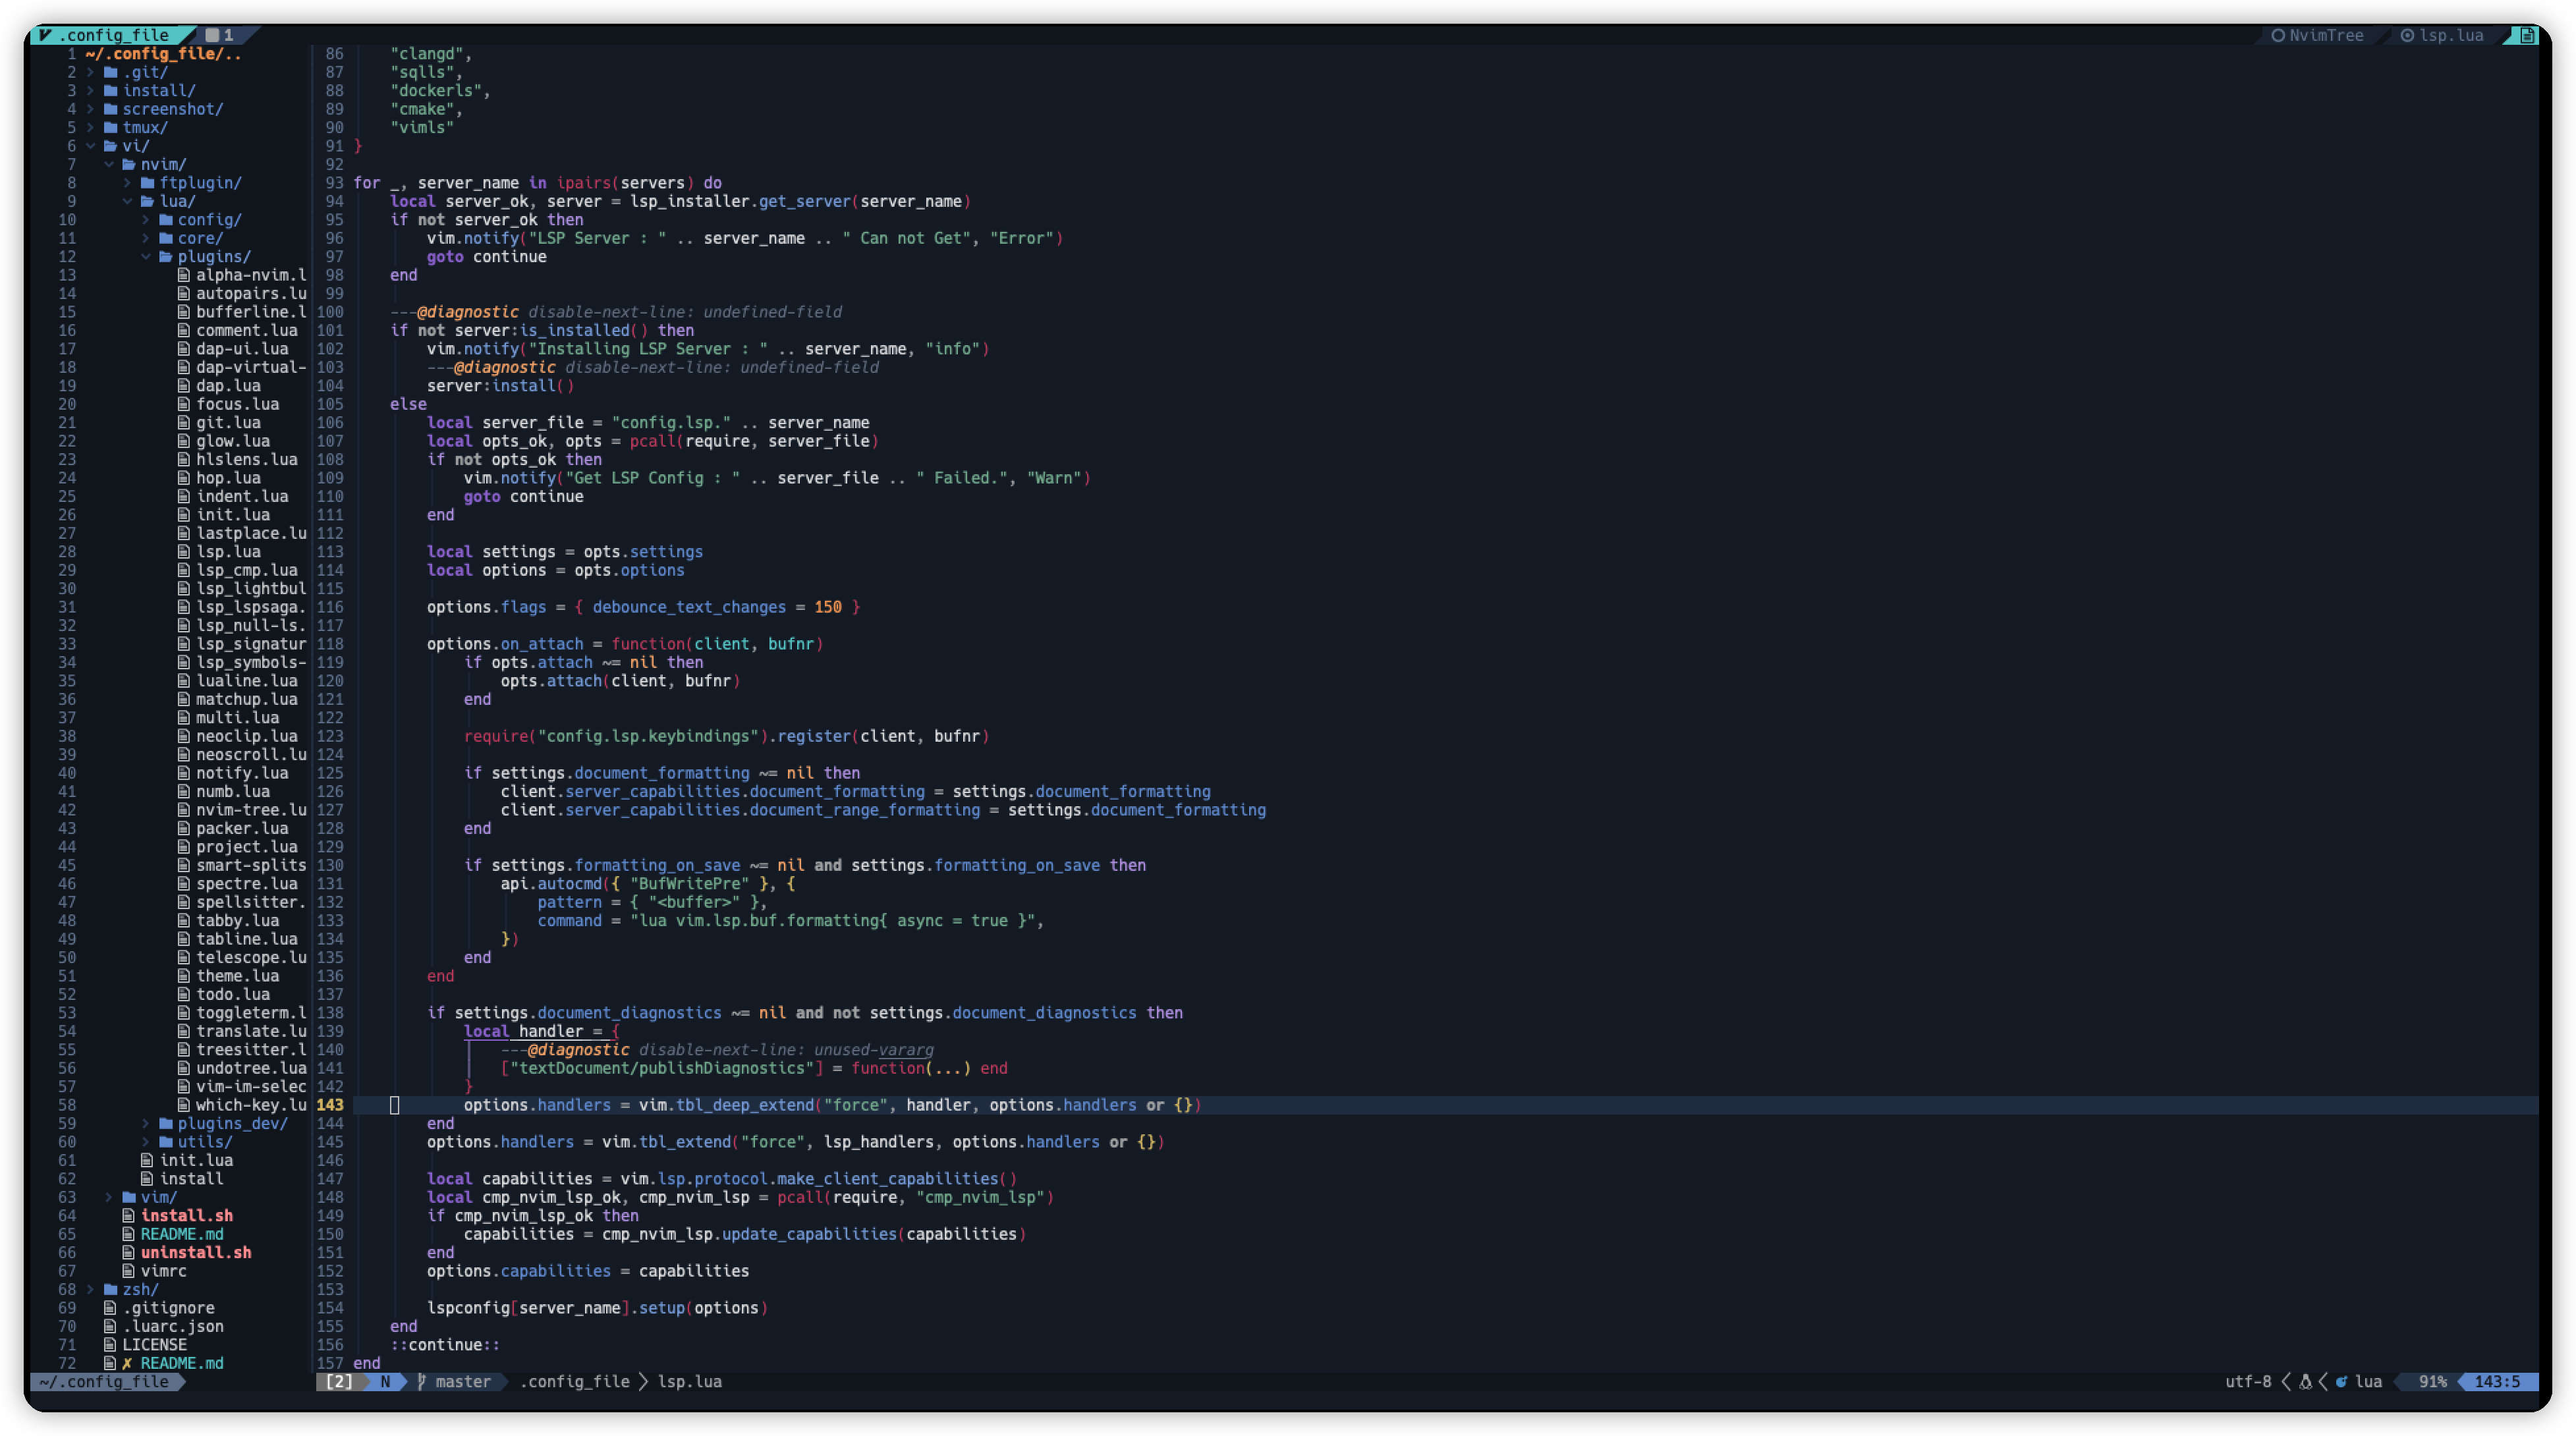 .config_file 1 NvimTree lsp.lua
1 ~/.config_file/..
2 .git/
3 install/
4 screenshot/
5 tmux/
6 vi/
7 nvim/
8 ftplugin/
9 lua/
10 config/
11 core/
12 plugins/
13 alpha-nvim.l
14 autopairs.lu
15 bufferline.l
16 comment.lua
17 dap-ui.lua
18 dap-virtual-
19 dap.lua
20 focus.lua
21 git.lua
22 glow.lua
23 hlslens.lua
24 hop.lua
25 indent.lua
26 init.lua
27 lastplace.lu
28 lsp.lua
29 lsp_cmp.lua
30 lsp_lightbul
31 lsp_lspsaga.
32 lsp_null-ls.
33 lsp_signatur
34 lsp_symbols-
35 lualine.lua
36 matchup.lua
37 multi.lua
38 neoclip.lua
39 neoscroll.lu
40 notify.lua
41 numb.lua
42 nvim-tree.lu
43 packer.lua
44 project.lua
45 smart-splits
46 spectre.lua
47 spellsitter.
48 tabby.lua
49 tabline.lua
50 telescope.lu
51 theme.lua
52 todo.lua
53 toggleterm.l
54 translate.lu
55 treesitter.l
56 undotree.lua
57 vim-im-selec
58 which-key.lu
59 plugins_dev/
60 utils/
61 init.lua
62 install
63 vim/
64 install.sh
65 README.md
66 uninstall.sh
67 vimrc
68 zsh/
69 .gitignore
70 .luarc.json
71 LICENSE
72 ✗ README.md
86 "clangd",
87 "sqlls",
88 "dockerls",
89 "cmake",
90 "vimls"
91 }
92
93 for _, server_name in ipairs(servers) do
94 local server_ok, server = lsp_installer.get_server(server_name)
95 if not server_ok then
96 vim.notify("LSP Server : " .. server_name .. " Can not Get", "Error")
97 goto continue
98 end
99
100 ---@diagnostic disable-next-line: undefined-field
101 if not server:is_installed() then
102 vim.notify("Installing LSP Server : " .. server_name, "info")
103 ---@diagnostic disable-next-line: undefined-field
104 server:install()
105 else
106 local server_file = "config.lsp." .. server_name
107 local opts_ok, opts = pcall(require, server_file)
108 if not opts_ok then
109 vim.notify("Get LSP Config : " .. server_file .. " Failed.", "Warn")
110 goto continue
111 end
112
113 local settings = opts.settings
114 local options = opts.options
115
116 options.flags = { debounce_text_changes = 150 }
117
118 options.on_attach = function(client, bufnr)
119 if opts.attach ~= nil then
120 opts.attach(client, bufnr)
121 end
122
123 require("config.lsp.keybindings").register(client, bufnr)
124
125 if settings.document_formatting ~= nil then
126 client.server_capabilities.document_formatting = settings.document_formatting
127 client.server_capabilities.document_range_formatting = settings.document_formatting
128 end
129
130 if settings.formatting_on_save ~= nil and settings.formatting_on_save then
131 api.autocmd({ "BufWritePre" }, {
132 pattern = { "<buffer>" },
133 command = "lua vim.lsp.buf.formatting{ async = true }",
134 })
135 end
136 end
137
138 if settings.document_diagnostics ~= nil and not settings.document_diagnostics then
139 local handler = {
140 ---@diagnostic disable-next-line: unused-vararg
141 ["textDocument/publishDiagnostics"] = function(...) end
142 }
143 options.handlers = vim.tbl_deep_extend("force", handler, options.handlers or {})
144 end
145 options.handlers = vim.tbl_extend("force", lsp_handlers, options.handlers or {})
146
147 local capabilities = vim.lsp.protocol.make_client_capabilities()
148 local cmp_nvim_lsp_ok, cmp_nvim_lsp = pcall(require, "cmp_nvim_lsp")
149 if cmp_nvim_lsp_ok then
150 capabilities = cmp_nvim_lsp.update_capabilities(capabilities)
151 end
152 options.capabilities = capabilities
153
154 lspconfig[server_name].setup(options)
155 end
156 ::continue::
157 end
~/.config_file [2] N master .config_file lsp.lua utf-8 lua 91% 143:5